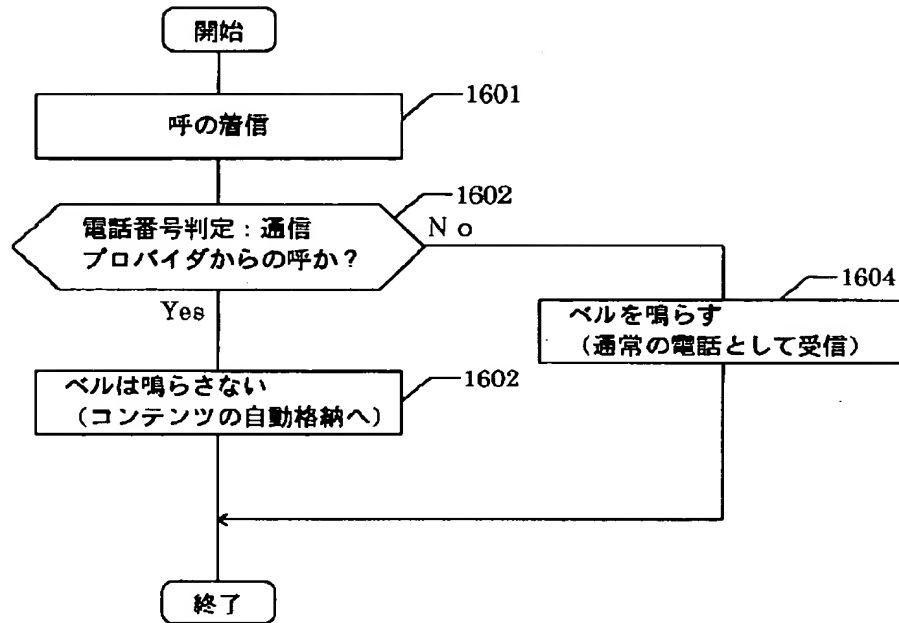 開始
1601
呼の着信
1602
電話番号判定：通信
プロバイダからの呼か？
No
Yes
1604
ベルを鳴らす
（通常の電話として受信）
1602
ベルは鳴らさない
（コンテンツの自動格納へ）
終了